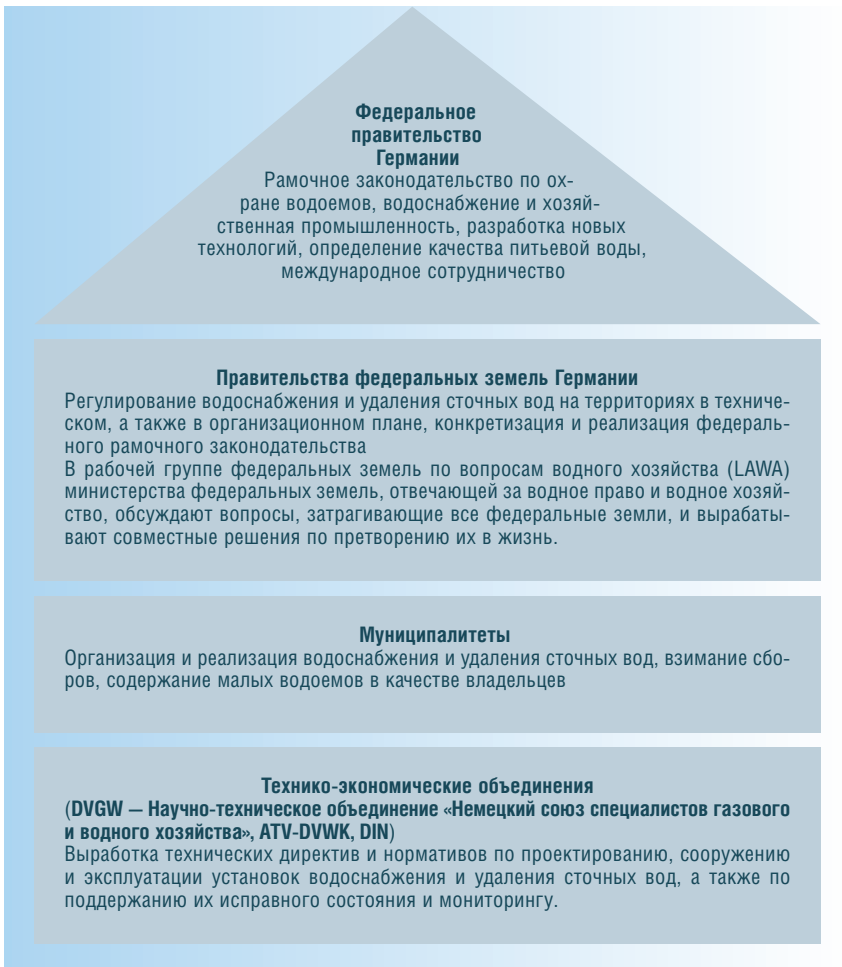 Федеральное
правительство
Германии
Рамочное законодательство по ох-
ране водоемов, водоснабжение и хозяй-
ственная промышленность, разработка новых
технологий, определение качества питьевой воды,
международное сотрудничество
Правительства федеральных земель Германии
Регулирование водоснабжения и удаления сточных вод на территориях в техниче-
ском, а также в организационном плане, конкретизация и реализация федераль-
ного рамочного законодательства
В рабочей группе федеральных земель по вопросам водного хозяйства (LAWA)
министерства федеральных земель, отвечающей за водное право и водное хозяй-
ство, обсуждают вопросы, затрагивающие все федеральные земли, и вырабаты-
вают совместные решения по претворению их в жизнь.
Муниципалитеты
Организация и реализация водоснабжения и удаления сточных вод, взимание сбо-
ров, содержание малых водоемов в качестве владельцев
Технико-экономические объединения
(DVGW — Научно-техническое объединение «Немецкий союз специалистов газового
и водного хозяйства», ATV-DVWK, DIN)
Выработка технических директив и нормативов по проектированию, сооружению
и эксплуатации установок водоснабжения и удаления сточных вод, а также по
поддержанию их исправного состояния и мониторингу.